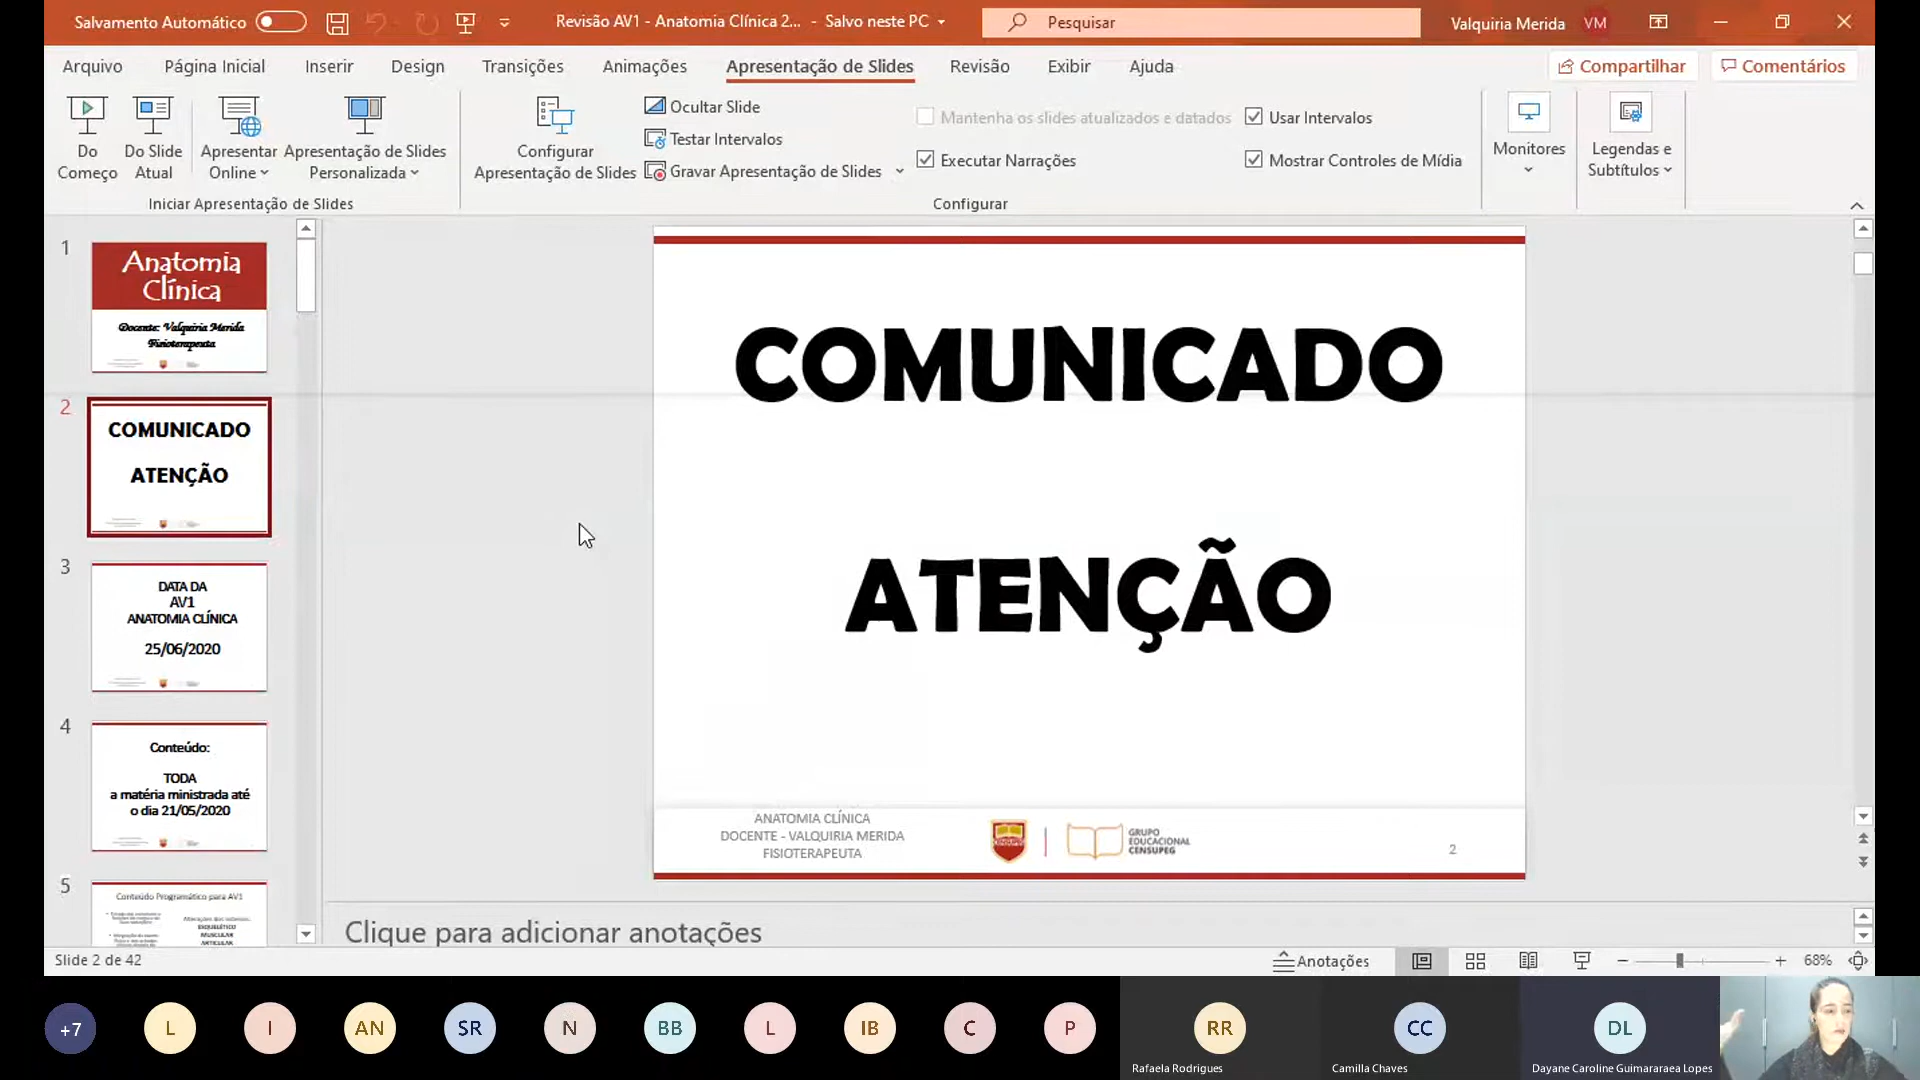 Salvamento Automático
Revisão AV1 - Anatomia Clínica 2... - Salvo neste PC
Pesquisar
Valquiria Merida
VM
Arquivo
Página Inicial
Inserir
Design
Transições
Animações
Apresentação de Slides
Revisão
Exibir
Ajuda
Compartilhar
Comentários
Do Começo
Do Slide Atual
Apresentar Online
Apresentação de Slides Personalizada
Iniciar Apresentação de Slides
Configurar Apresentação de Slides
Ocultar Slide
Testar Intervalos
Gravar Apresentação de Slides
Mantenha os slides atualizados e datados
Executar Narrações
Usar Intervalos
Mostrar Controles de Mídia
Configurar
Monitores
Legendas e Subtítulos
1
Anatomia
Clínica
Docente: Valquiria Merida
Fisioterapeuta
2
COMUNICADO
ATENÇÃO
3
DATA DA
AV1
ANATOMIA CLÍNICA
25/06/2020
4
Conteúdo:
TODA
a matéria ministrada até
o dia 21/05/2020
5
Conteúdo Programático para AV1
ESQUELÉTICO
MUSCULAR
ARTICULAR
COMUNICADO
ATENÇÃO
ANATOMIA CLÍNICA
DOCENTE - VALQUIRIA MERIDA
FISIOTERAPEUTA
GRUPO
EDUCACIONAL
CENSUPEG
2
Clique para adicionar anotações
Slide 2 de 42
Anotações
68%
+7
L
I
AN
SR
N
BB
L
IB
C
P
RR
Rafaela Rodrigues
CC
Camilla Chaves
DL
Dayane Caroline Guimararaea Lopes